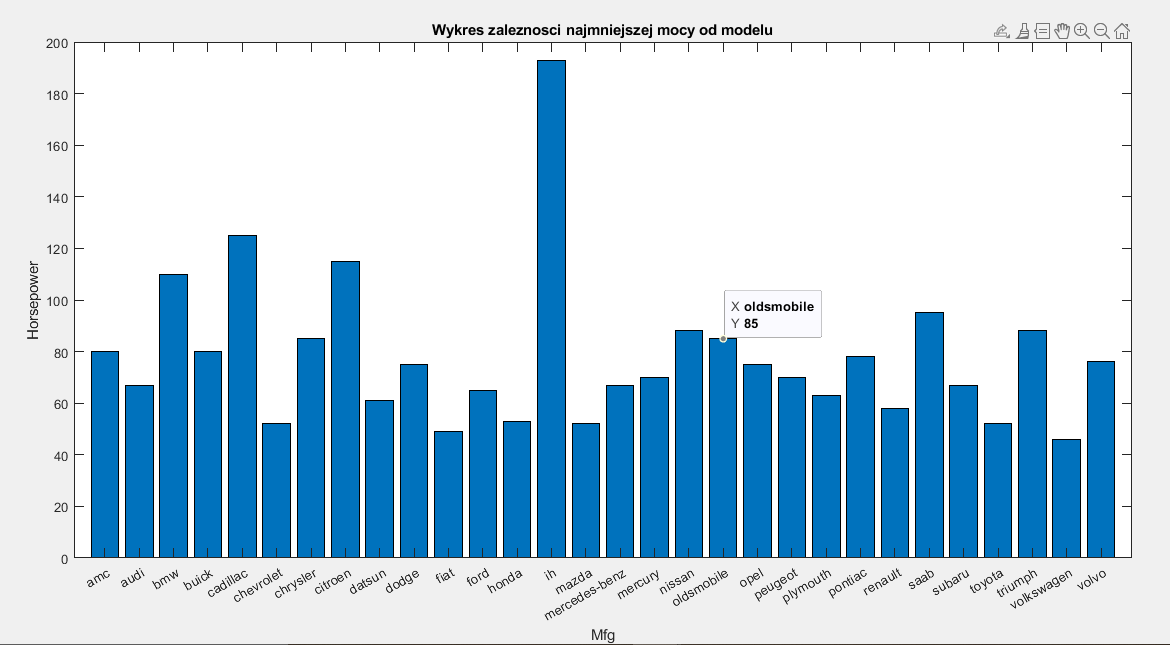 Wykres zaleznosci najmniejszej mocy od modelu
200
180
160
140
120
100
80
60
40
20
0
Horsepower
X oldsmobile
Y 85
amc
audi
bmw
buick
cadillac
chevrolet
chrysler
citroen
datsun
dodge
fiat
ford
honda
ih
mazda
mercedes-benz
mercury
nissan
oldsmobile
opel
peugeot
plymouth
pontiac
renault
saab
subaru
toyota
triumph
volkswagen
volvo
Mfg